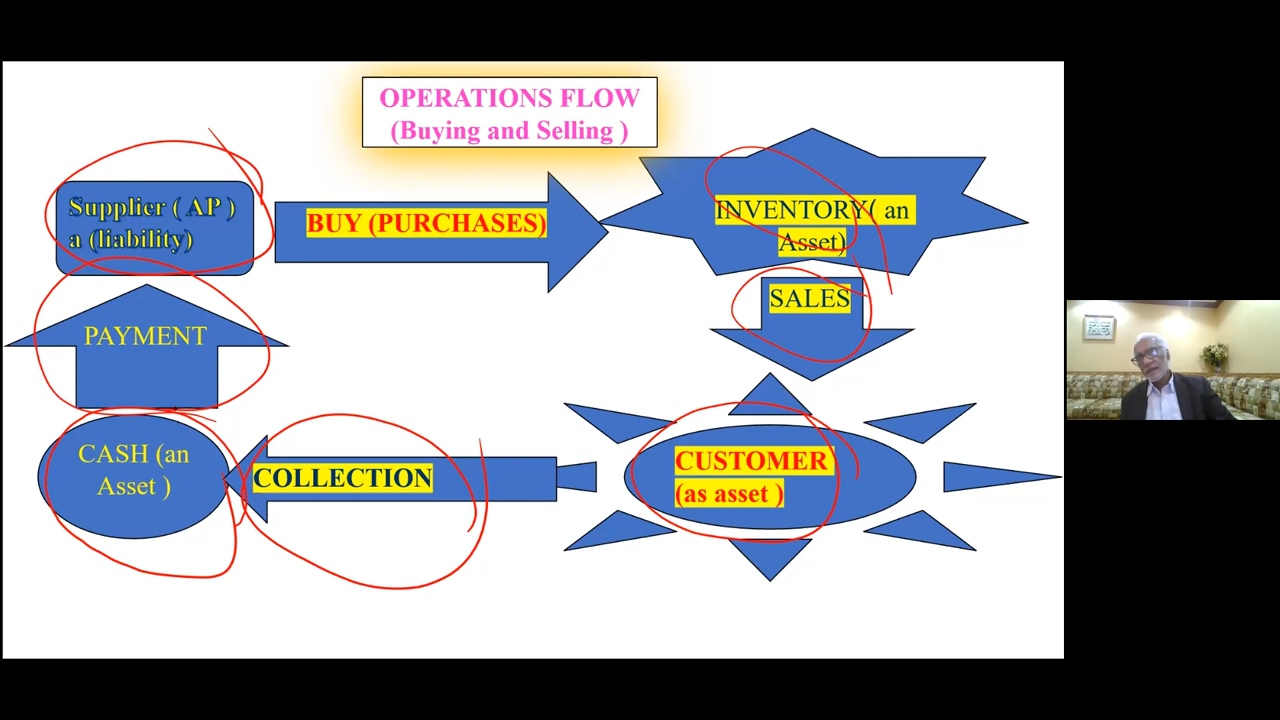 OPERATIONS FLOW
(Buying and Selling )
Supplier ( AP )
a (liability)
BUY (PURCHASES)
INVENTORY( an
Asset)
SALES
PAYMENT
CASH (an
Asset )
COLLECTION
CUSTOMER
(as asset )